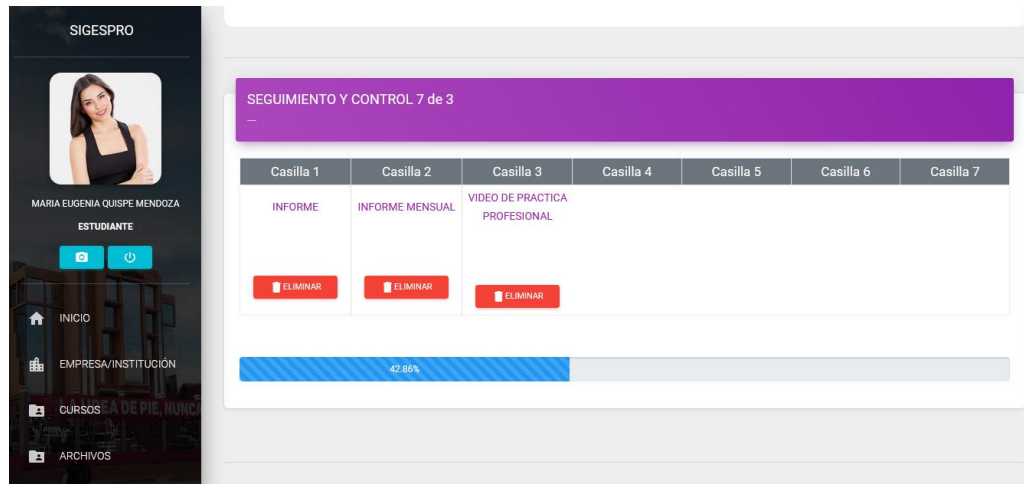 SIGESPRO
MARIA EUGENIA QUISPE MENDOZA
ESTUDIANTE
INICIO
EMPRESA/INSTITUCIÓN
CURSOS
ARCHIVOS
SEGUIMIENTO Y CONTROL 7 de 3
Casilla 1 Casilla 2 Casilla 3 Casilla 4 Casilla 5 Casilla 6 Casilla 7
INFORME INFORME MENSUAL VIDEO DE PRACTICA
PROFESIONAL
ELIMINAR ELIMINAR ELIMINAR
42.86%